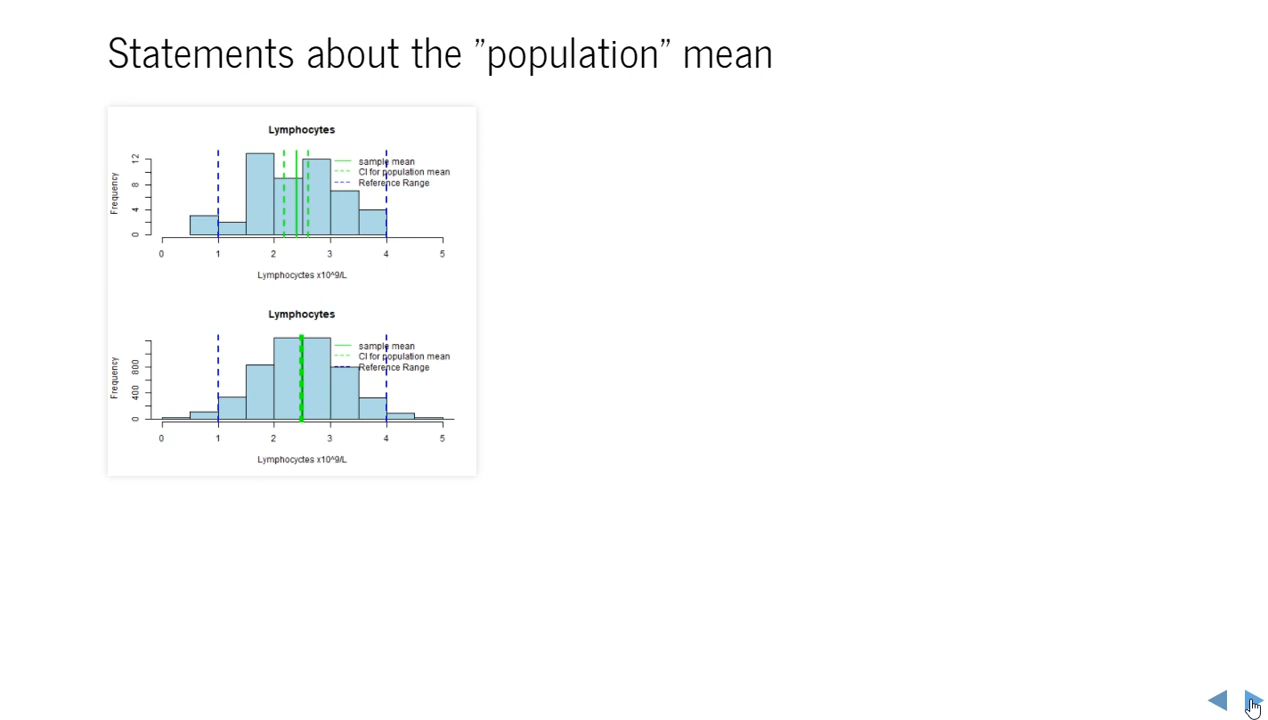 Statements about the ”population” mean
Lymphocytes
12
8
4
0
Frequency
sample mean
CI for population mean
Reference Range
0 1 2 3 4 5
Lymphocyctes x10^9/L
Lymphocytes
800
400
0
Frequency
sample mean
CI for population mean
Reference Range
0 1 2 3 4 5
Lymphocyctes x10^9/L